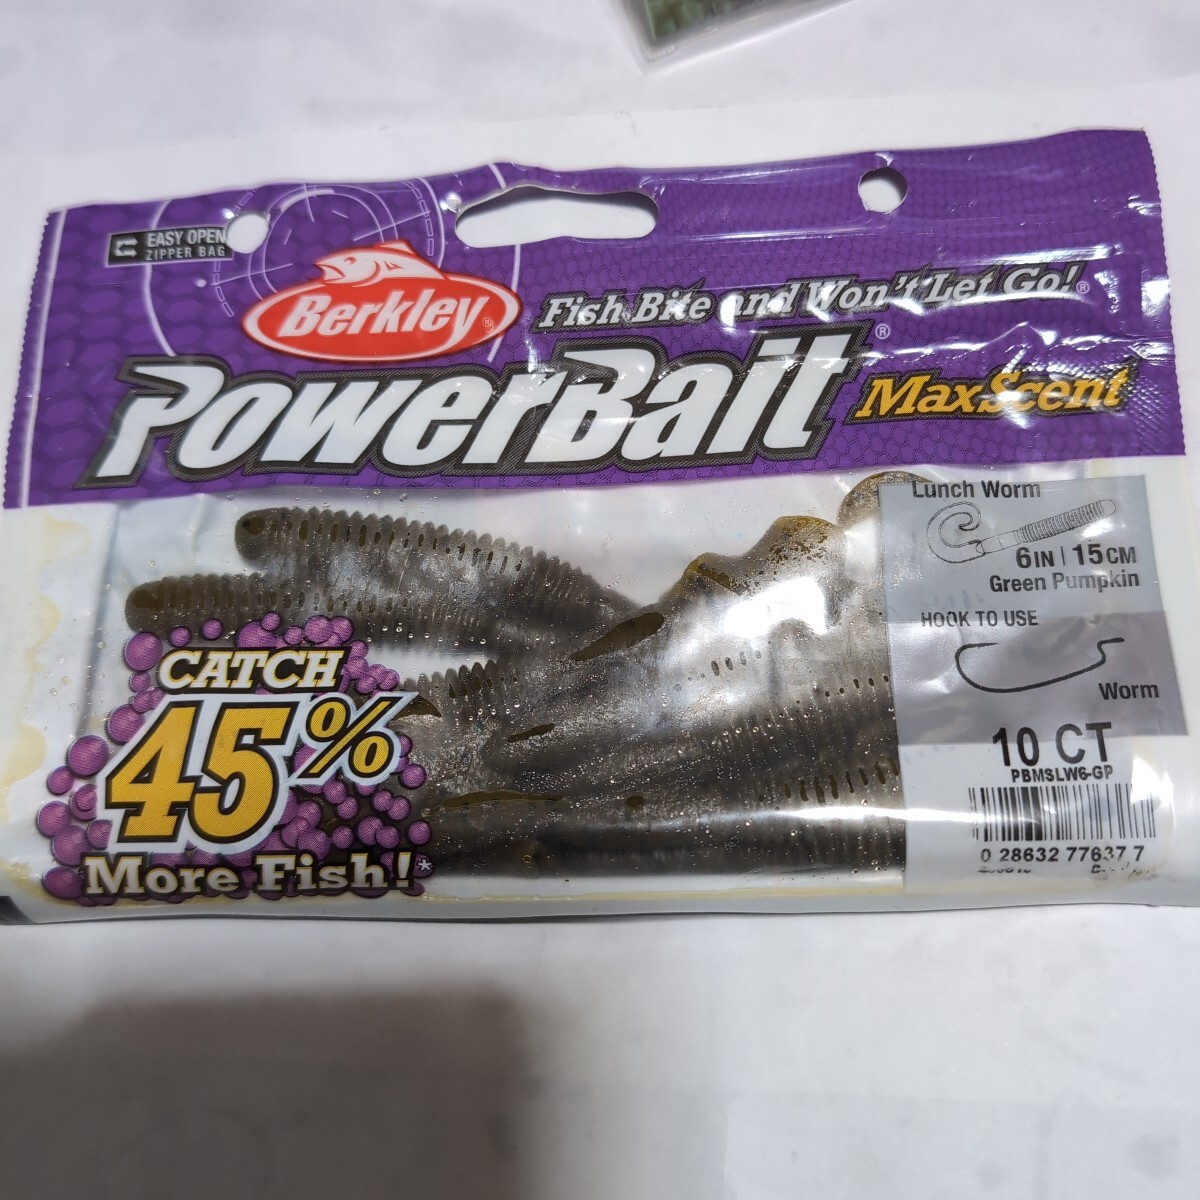 EASY OPEN
ZIPPER BAG
Berkley®
Fish Bite and Won't Let Go!®
PowerBait®
MaxScent
Lunch Worm
6IN | 15CM
Green Pumpkin
HOOK TO USE
Worm
10 CT
PBMSLW6-GP
0 28632 77637 7
CATCH
45%
More Fish!*